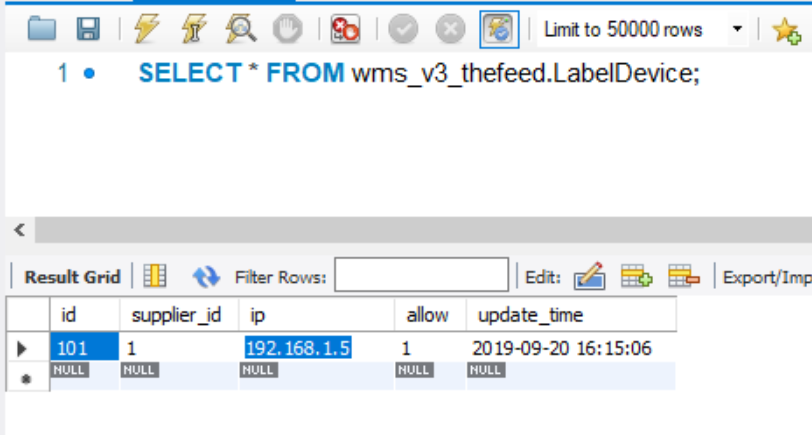 Limit to 50000 rows
1 SELECT * FROM wms_v3_thefeed.LabelDevice;
Result Grid Filter Rows: Edit: Export/Imp
id supplier_id ip allow update_time
101 1 192.168.1.5 1 2019-09-20 16:15:06
NULL NULL NULL NULL NULL